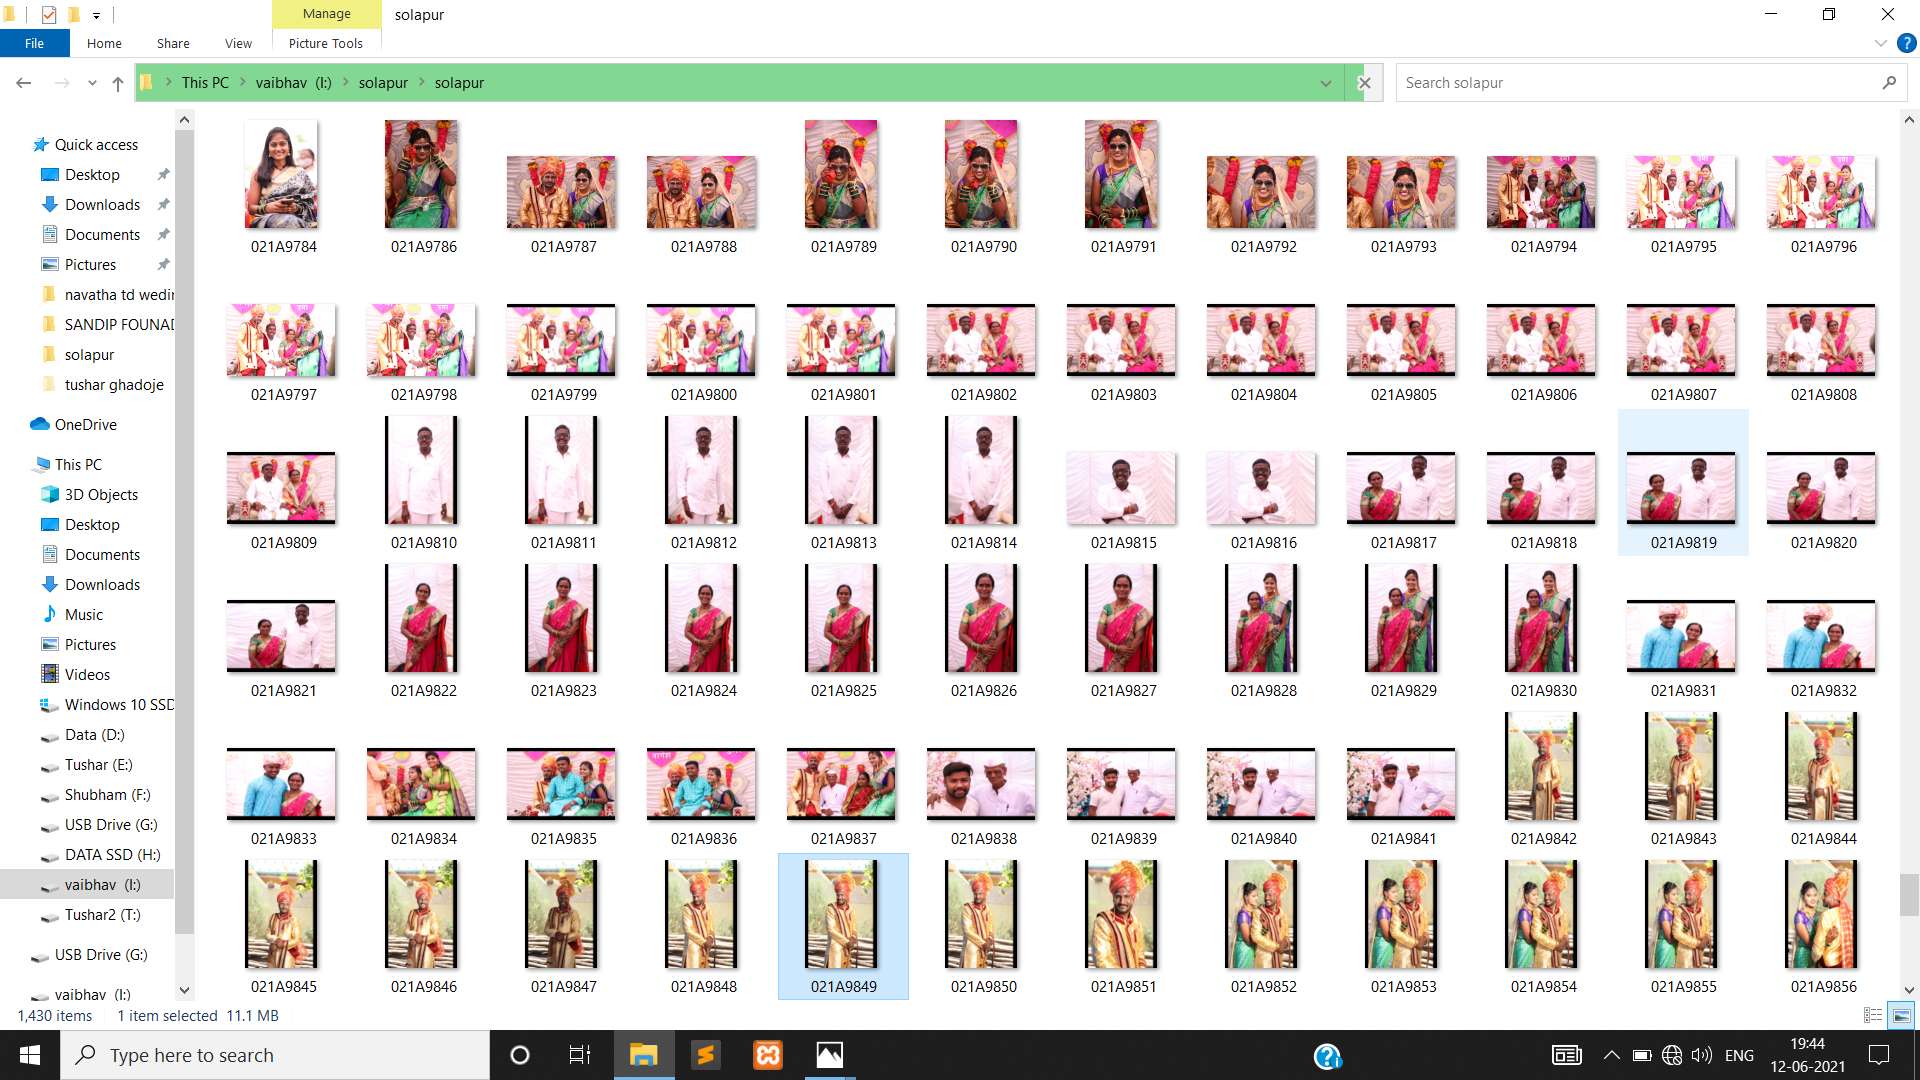 Manage
solapur
File
Home
Share
View
Picture Tools
This PC
vaibhav (I:)
solapur
solapur
Search solapur
Quick access
Desktop
Downloads
Documents
Pictures
navatha td wedir
SANDIP FOUNAD
solapur
tushar ghadoje
OneDrive
This PC
3D Objects
Desktop
Documents
Downloads
Music
Pictures
Videos
Windows 10 SSD
Data (D:)
Tushar (E:)
Shubham (F:)
USB Drive (G:)
DATA SSD (H:)
vaibhav (I:)
Tushar2 (T:)
USB Drive (G:)
vaibhav (I:)
021A9784 021A9786 021A9787 021A9788 021A9789 021A9790 021A9791 021A9792 021A9793 021A9794 021A9795 021A9796
021A9797 021A9798 021A9799 021A9800 021A9801 021A9802 021A9803 021A9804 021A9805 021A9806 021A9807 021A9808
021A9809 021A9810 021A9811 021A9812 021A9813 021A9814 021A9815 021A9816 021A9817 021A9818 021A9819 021A9820
021A9821 021A9822 021A9823 021A9824 021A9825 021A9826 021A9827 021A9828 021A9829 021A9830 021A9831 021A9832
021A9833 021A9834 021A9835 021A9836 021A9837 021A9838 021A9839 021A9840 021A9841 021A9842 021A9843 021A9844
021A9845 021A9846 021A9847 021A9848 021A9849 021A9850 021A9851 021A9852 021A9853 021A9854 021A9855 021A9856
1,430 items 1 item selected 11.1 MB
Type here to search
ENG
19:44
12-06-2021